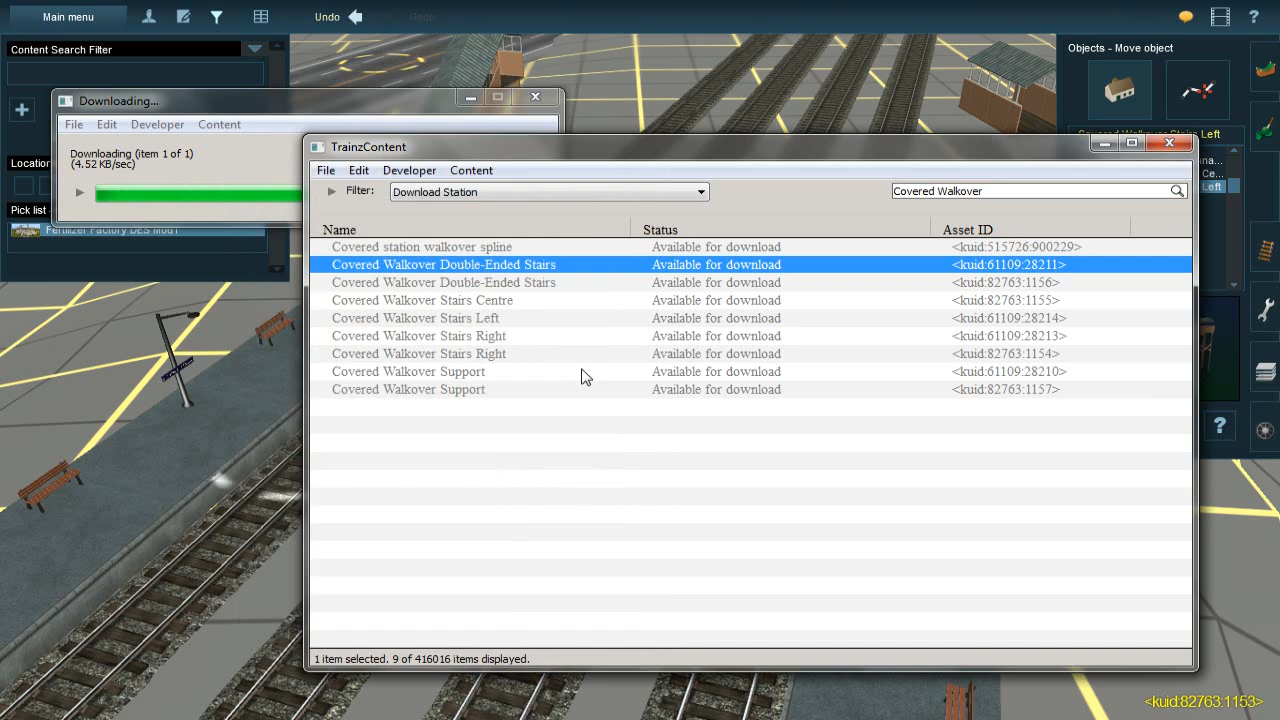 Main menu
Undo
Redo
Content Search Filter
Objects - Move object
Downloading...
File Edit Developer Content
Downloading (item 1 of 1)
(4.52 KB/sec)
Location
Pick list -
Fertilizer Factory DES Mod1
Covered Walkover Stairs Left
Left
TrainzContent
File Edit Developer Content
Filter: Download Station Covered Walkover
Name Status Asset ID
Covered station walkover spline Available for download <kuid:515726:900229>
Covered Walkover Double-Ended Stairs Available for download <kuid:61109:28211>
Covered Walkover Double-Ended Stairs Available for download <kuid:82763:1156>
Covered Walkover Stairs Centre Available for download <kuid:82763:1155>
Covered Walkover Stairs Left Available for download <kuid:61109:28214>
Covered Walkover Stairs Right Available for download <kuid:61109:28213>
Covered Walkover Stairs Right Available for download <kuid:82763:1154>
Covered Walkover Support Available for download <kuid:61109:28210>
Covered Walkover Support Available for download <kuid:82763:1157>
1 item selected. 9 of 416016 items displayed.
<kuid:82763:1153>